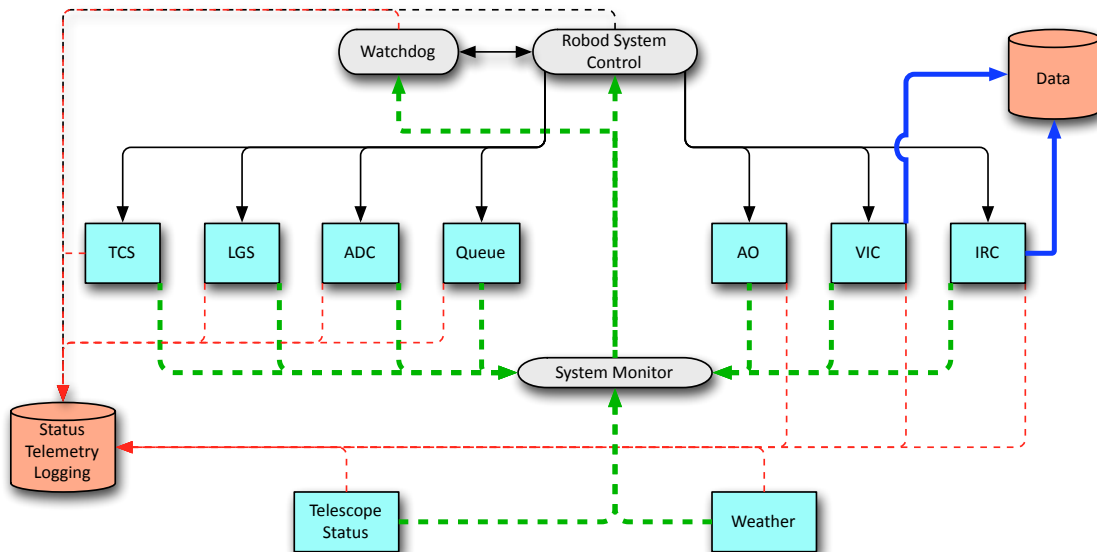 Watchdog
Robod System
Control
Data
TCS
LGS
ADC
Queue
AO
VIC
IRC
System Monitor
Status
Telemetry
Logging
Telescope
Status
Weather